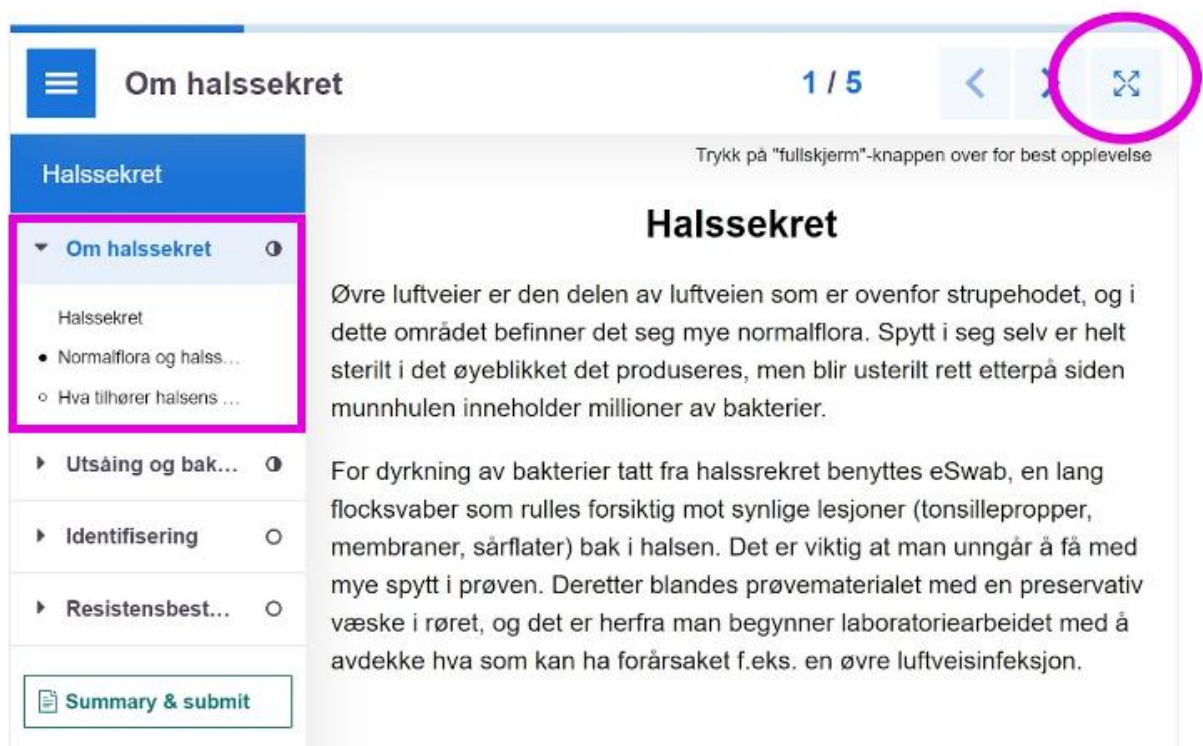 Om halssekret
1 / 5
Halssekret
Om halssekret
Halssekret
Normalflora og halss...
Hva tilhører halsens ...
Utsåing og bak...
Identifisering
Resistensbest...
Summary & submit
Trykk på "fullskjerm"-knappen over for best opplevelse
Halssekret
Øvre luftveier er den delen av luftveien som er ovenfor strupehodet, og i
dette området befinner det seg mye normalflora. Spytt i seg selv er helt
sterilt i det øyeblikket det produseres, men blir usterilt rett etterpå siden
munnhulen inneholder millioner av bakterier.
For dyrkning av bakterier tatt fra halssrekret benyttes eSwab, en lang
flocksvaber som rulles forsiktig mot synlige lesjoner (tonsillepropper,
membraner, sårflater) bak i halsen. Det er viktig at man unngår å få med
mye spytt i prøven. Deretter blandes prøvematerialet med en preservativ
væske i røret, og det er herfra man begynner laboratoriearbeidet med å
avdekke hva som kan ha forårsaket f.eks. en øvre luftveisinfeksjon.